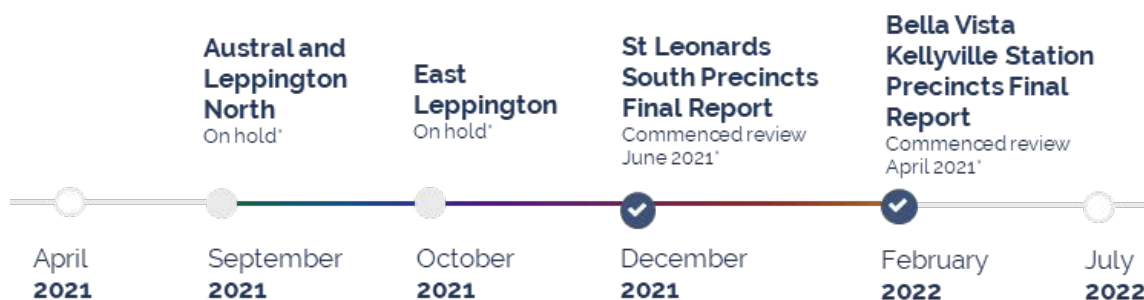 Austral and
Leppington
North
On hold*
East
Leppington
On hold*
St Leonards
South Precincts
Final Report
Commenced review
June 2021*
Bella Vista
Kellyville Station
Precincts Final
Report
Commenced review
April 2021*
April
2021
September
2021
October
2021
December
2021
February
2022
July
2022